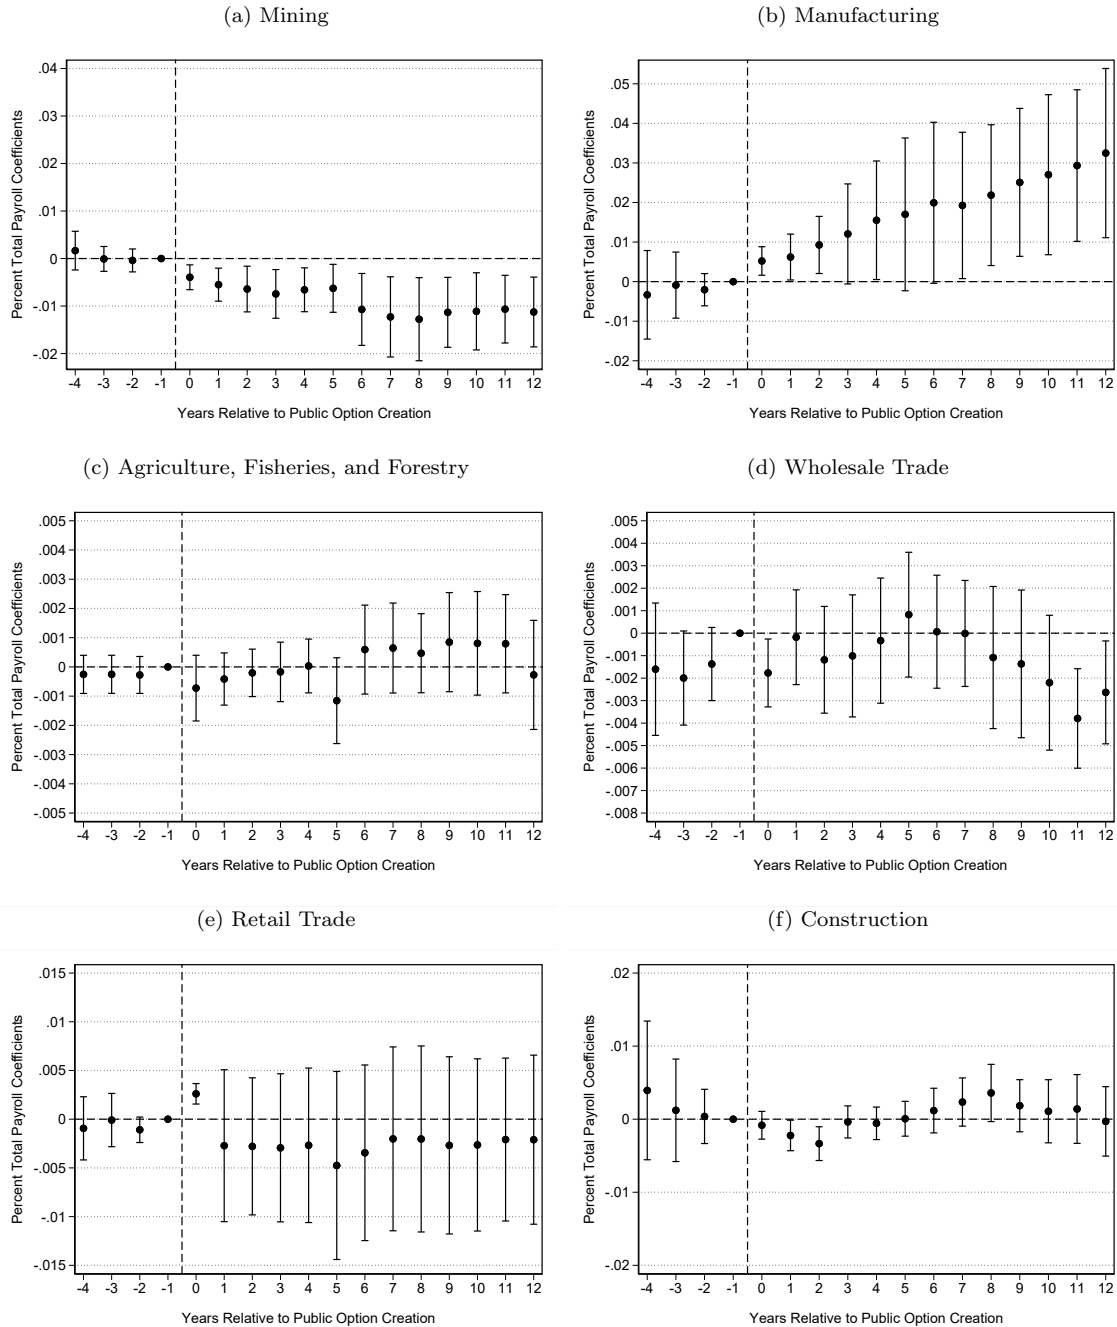 (a) Mining
Percent Total Payroll Coefficients
.04
.03
.02
.01
0
-.01
-.02
-4 -3 -2 -1 0 1 2 3 4 5 6 7 8 9 10 11 12
Years Relative to Public Option Creation
(b) Manufacturing
Percent Total Payroll Coefficients
.05
.04
.03
.02
.01
0
-.01
-.02
-4 -3 -2 -1 0 1 2 3 4 5 6 7 8 9 10 11 12
Years Relative to Public Option Creation
(c) Agriculture, Fisheries, and Forestry
Percent Total Payroll Coefficients
.005
.004
.003
.002
.001
0
-.001
-.002
-.003
-.004
-.005
-4 -3 -2 -1 0 1 2 3 4 5 6 7 8 9 10 11 12
Years Relative to Public Option Creation
(d) Wholesale Trade
Percent Total Payroll Coefficients
.005
.004
.003
.002
.001
0
-.001
-.002
-.003
-.004
-.005
-.006
-.007
-.008
-4 -3 -2 -1 0 1 2 3 4 5 6 7 8 9 10 11 12
Years Relative to Public Option Creation
(e) Retail Trade
Percent Total Payroll Coefficients
.015
.01
.005
0
-.005
-.01
-.015
-4 -3 -2 -1 0 1 2 3 4 5 6 7 8 9 10 11 12
Years Relative to Public Option Creation
(f) Construction
Percent Total Payroll Coefficients
.02
.01
0
-.01
-.02
-4 -3 -2 -1 0 1 2 3 4 5 6 7 8 9 10 11 12
Years Relative to Public Option Creation